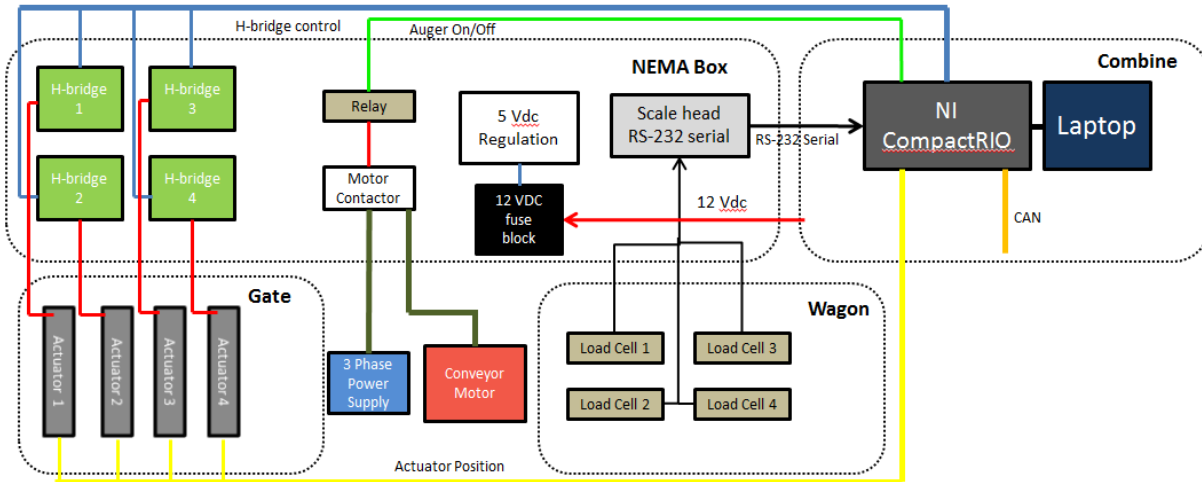 H-bridge control
Auger On/Off
NEMA Box
Combine
H-bridge
1
H-bridge
3
H-bridge
2
H-bridge
4
Relay
Motor
Contactor
5 Vdc
Regulation
12 VDC
fuse
block
Scale head
RS-232 serial
RS-232 Serial
NI
CompactRIO
Laptop
12 Vdc
CAN
Gate
Actuator 1
Actuator 2
Actuator 3
Actuator 4
3 Phase
Power
Supply
Conveyor
Motor
Wagon
Load Cell 1
Load Cell 3
Load Cell 2
Load Cell 4
Actuator Position